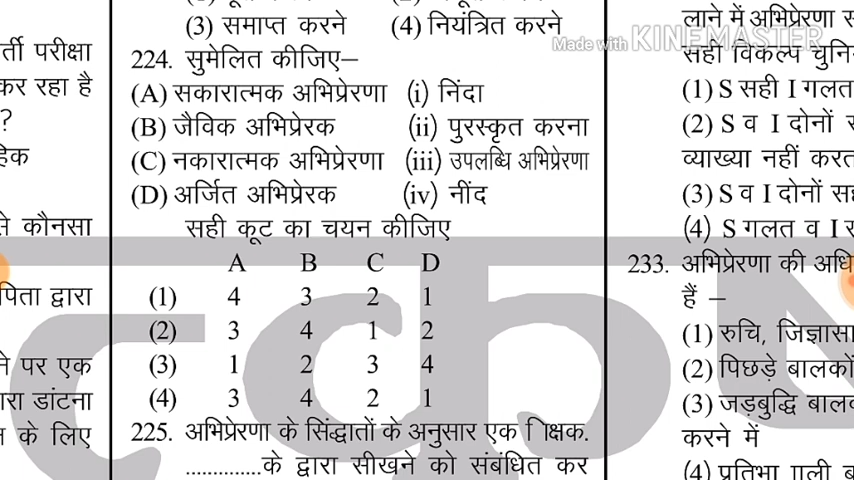 र्ती परीक्षा
कर रहा है
?
पिता द्वारा
ने पर एक
डांटना
के लिए
(3) समाप्त करने (4) नियंत्रित करने
224. सुमेलित कीजिए–
(A) सकारात्मक अभिप्रेरणा (i) निंदा
(B) जैविक अभिप्रेरक (ii) पुरस्कृत करना
(C) नकारात्मक अभिप्रेरणा (iii) उपलब्धि अभिप्रेरणा
(D) अर्जित अभिप्रेरक (iv) नींद
सही कूट का चयन कीजिए
A B C D
(1) 4 3 2 1
(2) 3 4 1 2
(3) 1 2 3 4
(4) 3 4 2 1
225. अभिप्रेरणा के सिंद्धातों के अनुसार एक िक्षक.
..............के द्वारा सीखने को संबंधित कर
लाने में अभिप्रेरणा
Made with KINEMASTER
सही विकल्प चुनि
(1) S सही I गलत
(2) S व I दोनों
व्याख्या नहीं करत
(3) S व I दोनों
(4) S गलत व I
233. अभिप्रेरणा की अधि
हैं –
(1) रुचि, जिज्ञासा
(2) पिछड़े बालकों
(3) जड़बुद्धि बालक
करने में
(4) प्रतिभा